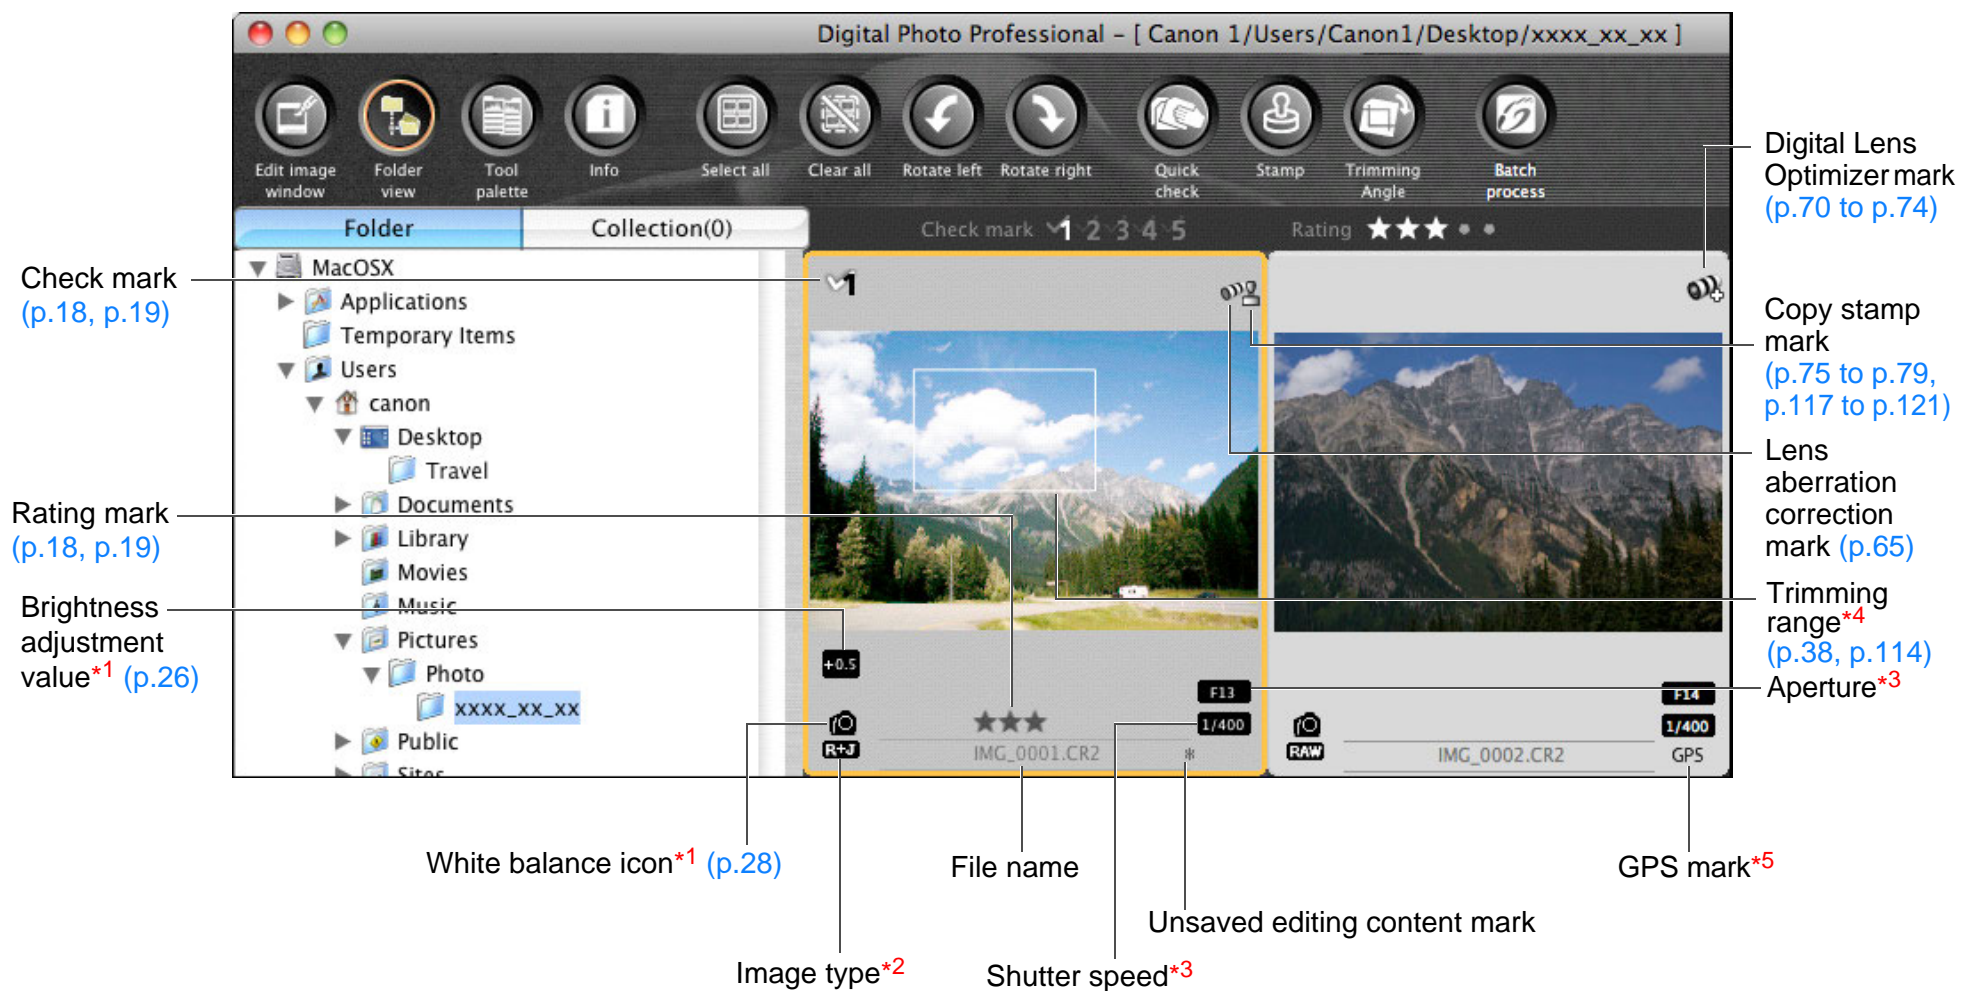 Digital Photo Professional – [ Canon 1/Users/Canon1/Desktop/xxxx_xx_xx ]
Edit image
window
Folder
view
Tool
palette
Info
Select all
Clear all
Rotate left
Rotate right
Quick
check
Stamp
Trimming
Angle
Batch
process
Folder
Collection(0)
Check mark 1 2 3 4 5
Rating
MacOSX
Applications
Temporary Items
Users
canon
Desktop
Travel
Documents
Library
Movies
Music
Pictures
Photo
xxxx_xx_xx
Public
Sites
1
+0.5
F13
1/400
R+J
IMG_0001.CR2
*
F14
1/400
RAW
IMG_0002.CR2
GPS
Check mark
(p.18, p.19)
Rating mark
(p.18, p.19)
Brightness
adjustment
value*1 (p.26)
Digital Lens
Optimizer mark
(p.70 to p.74)
Copy stamp
mark
(p.75 to p.79,
p.117 to p.121)
Lens
aberration
correction
mark (p.65)
Trimming
range*4
(p.38, p.114)
Aperture*3
White balance icon*1 (p.28)
File name
GPS mark*5
Unsaved editing content mark
Image type*2
Shutter speed*3